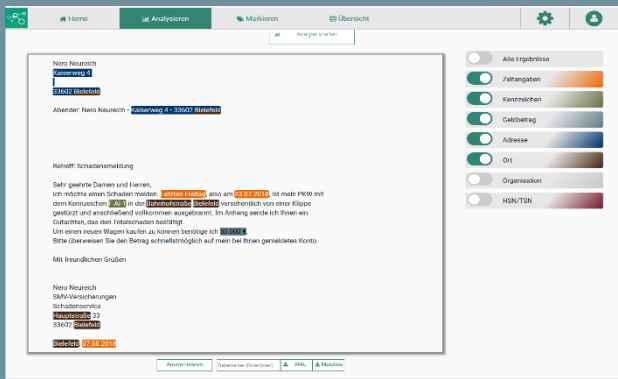 Home
Analysieren
Markieren
Übersicht
Analyse starten
Nero Neureich
Kaiserweg 4
33602 Bielefeld
Abender: Nero Neureich - Kaiserweg 4 - 33602 Bielefeld
Betreff: Schadensmeldung
Sehr geehrte Damen und Herren,
ich möchte einen Schaden melden. Letzten Freitag, also am 23.07.2018, ist mein PKW mit
dem Kennzeichen in der Bahnhofstraße Bielefeld versehentlich von einer Klippe
gestürzt und anschließend vollkommen ausgebrannt. Im Anhang sende ich Ihnen ein
Gutachten, das den Totalschaden bestätigt.
Um einen neuen Wagen kaufen zu können benötige ich 50.000 €.
Bitte überweisen Sie den Betrag schnellstmöglich auf mein bei Ihnen gemeldetes Konto.
Mit freundlichen Grüßen
Nero Neureich
SMV-Versicherungen
Schadenservice
Hauptstraße 33
33602 Bielefeld
Bielefeld, 07.08.2018
Anonymisieren
Dateiname (Download)
XML
Matches
Alle Ergebnisse
Zeitangaben
Kennzeichen
Geldbetrag
Adresse
Ort
Organisation
HSN/TSN